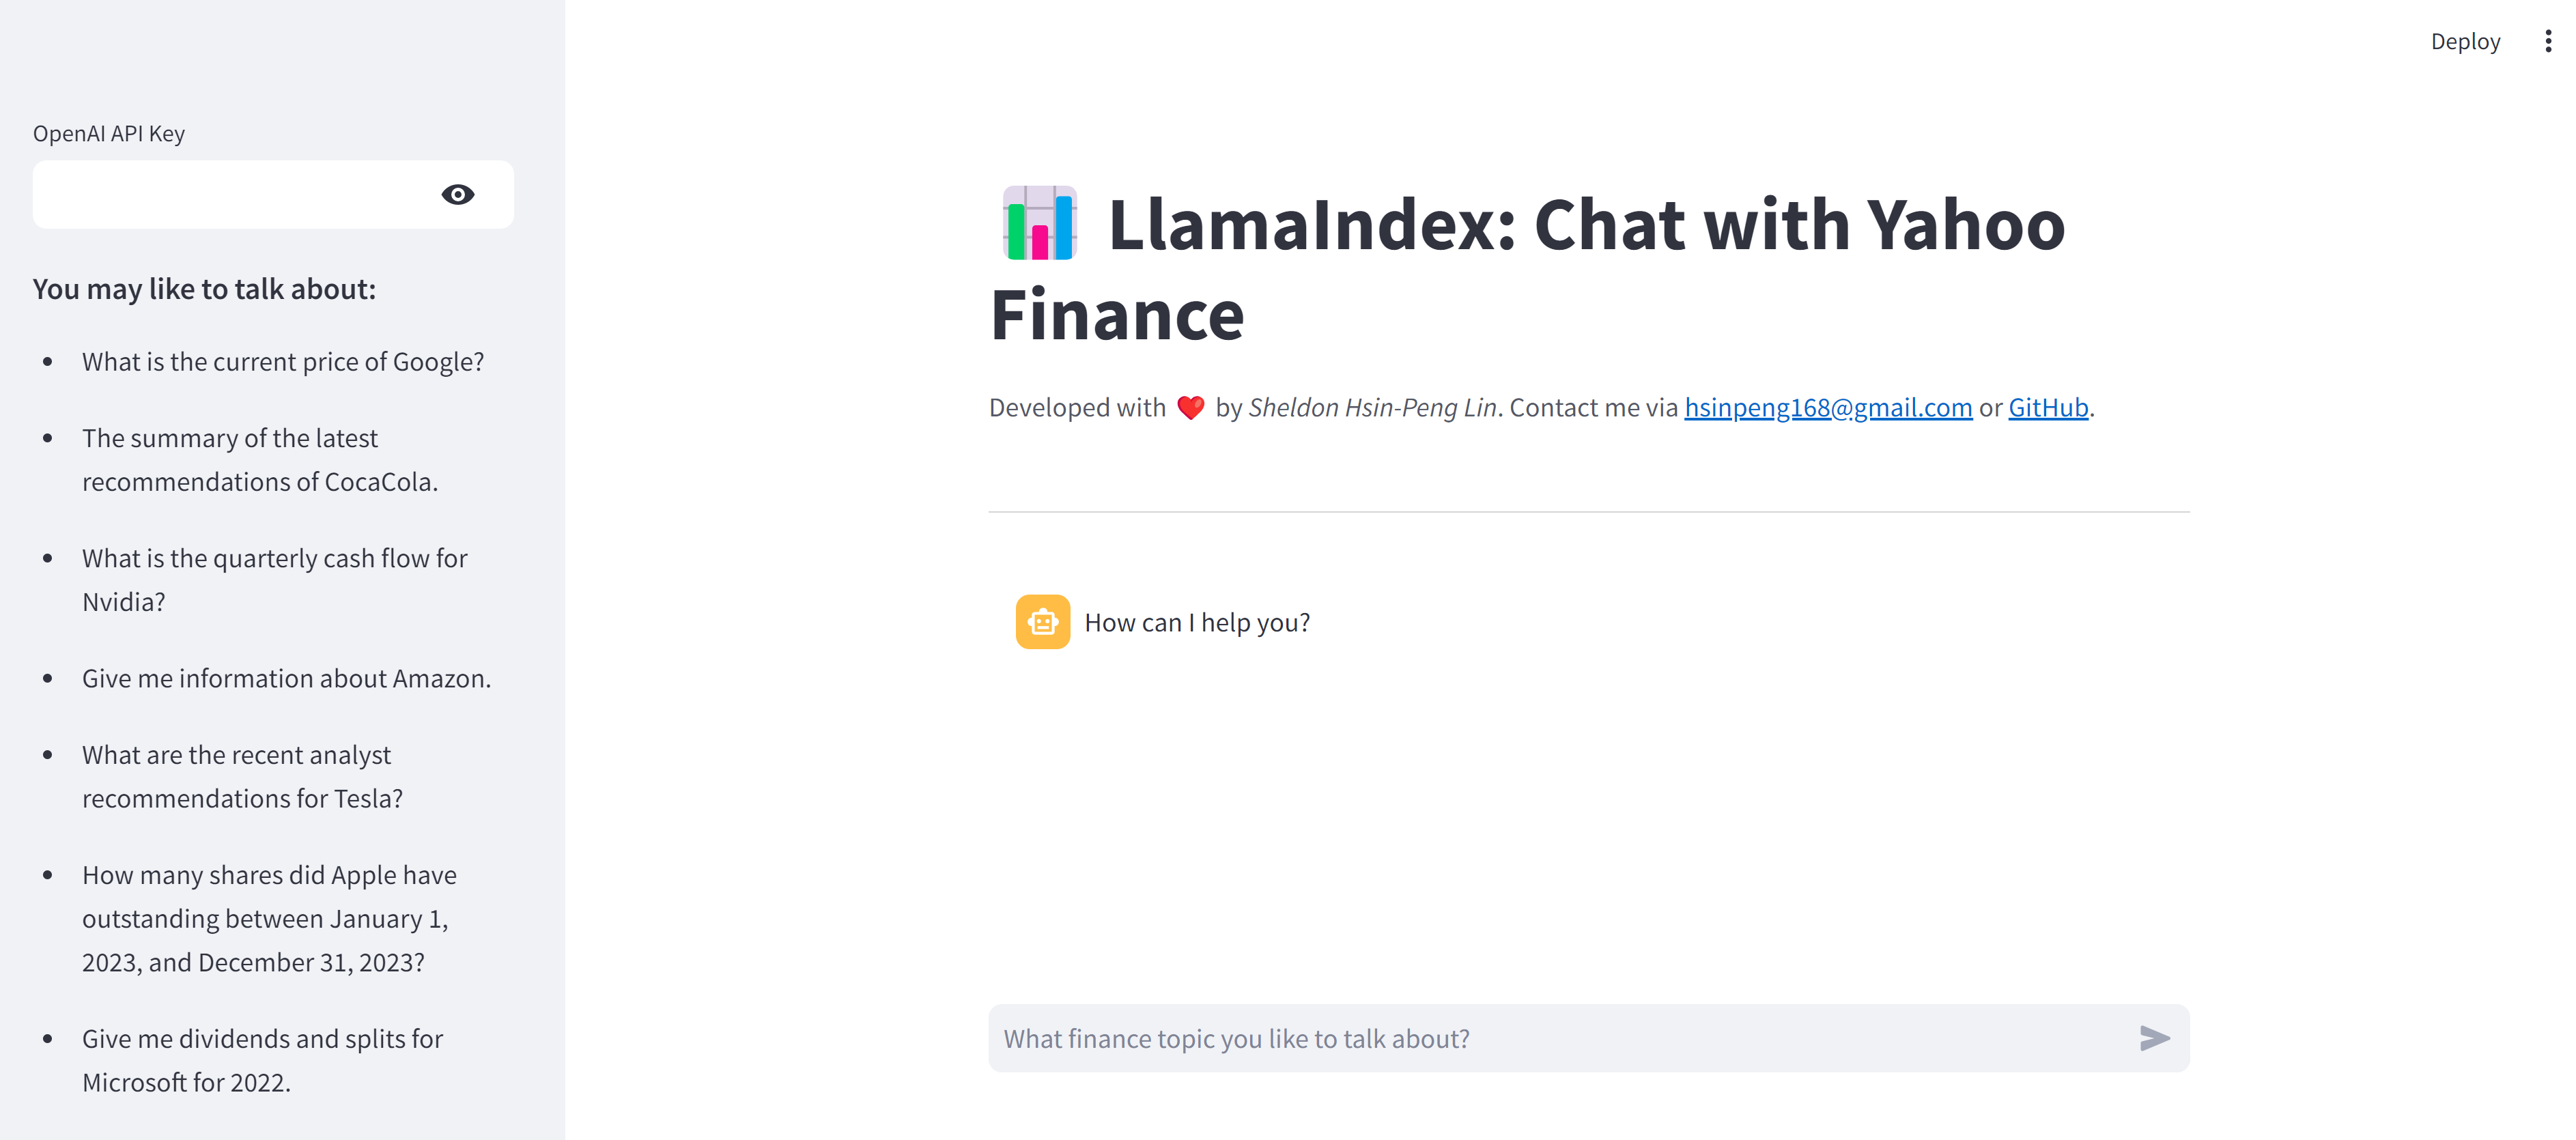 Deploy
OpenAI API Key
You may like to talk about:
What is the current price of Google?
The summary of the latest
recommendations of CocaCola.
What is the quarterly cash flow for
Nvidia?
Give me information about Amazon.
What are the recent analyst
recommendations for Tesla?
How many shares did Apple have
outstanding between January 1,
2023, and December 31, 2023?
Give me dividends and splits for
Microsoft for 2022.
LlamaIndex: Chat with Yahoo
Finance
Developed with ❤️ by Sheldon Hsin-Peng Lin. Contact me via hsinpeng168@gmail.com or GitHub.
How can I help you?
What finance topic you like to talk about?